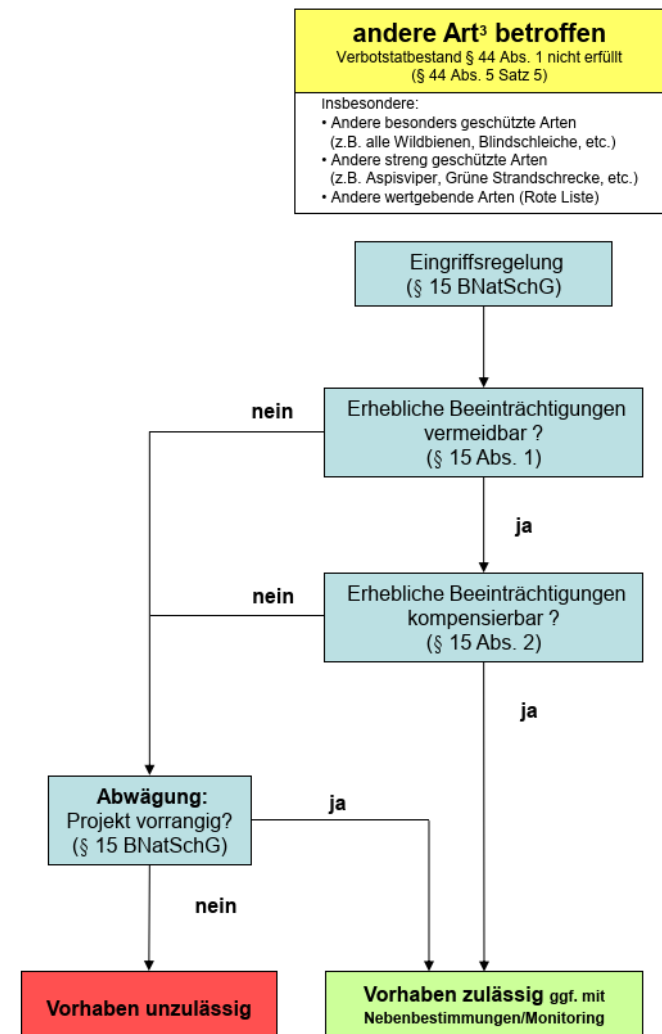 andere Art³ betroffen
Verbotstatbestand § 44 Abs. 1 nicht erfüllt
(§ 44 Abs. 5 Satz 5)
Insbesondere:
• Andere besonders geschützte Arten
(z.B. alle Wildbienen, Blindschleiche, etc.)
• Andere streng geschützte Arten
(z.B. Aspisviper, Grüne Strandschrecke, etc.)
• Andere wertgebende Arten (Rote Liste)
Eingriffsregelung
(§ 15 BNatSchG)
nein
Erhebliche Beeinträchtigungen
vermeidbar ?
(§ 15 Abs. 1)
ja
nein
Erhebliche Beeinträchtigungen
kompensierbar ?
(§ 15 Abs. 2)
ja
Abwägung:
Projekt vorrangig?
(§ 15 BNatSchG)
ja
nein
Vorhaben unzulässig
Vorhaben zulässig ggf. mit
Nebenbestimmungen/Monitoring